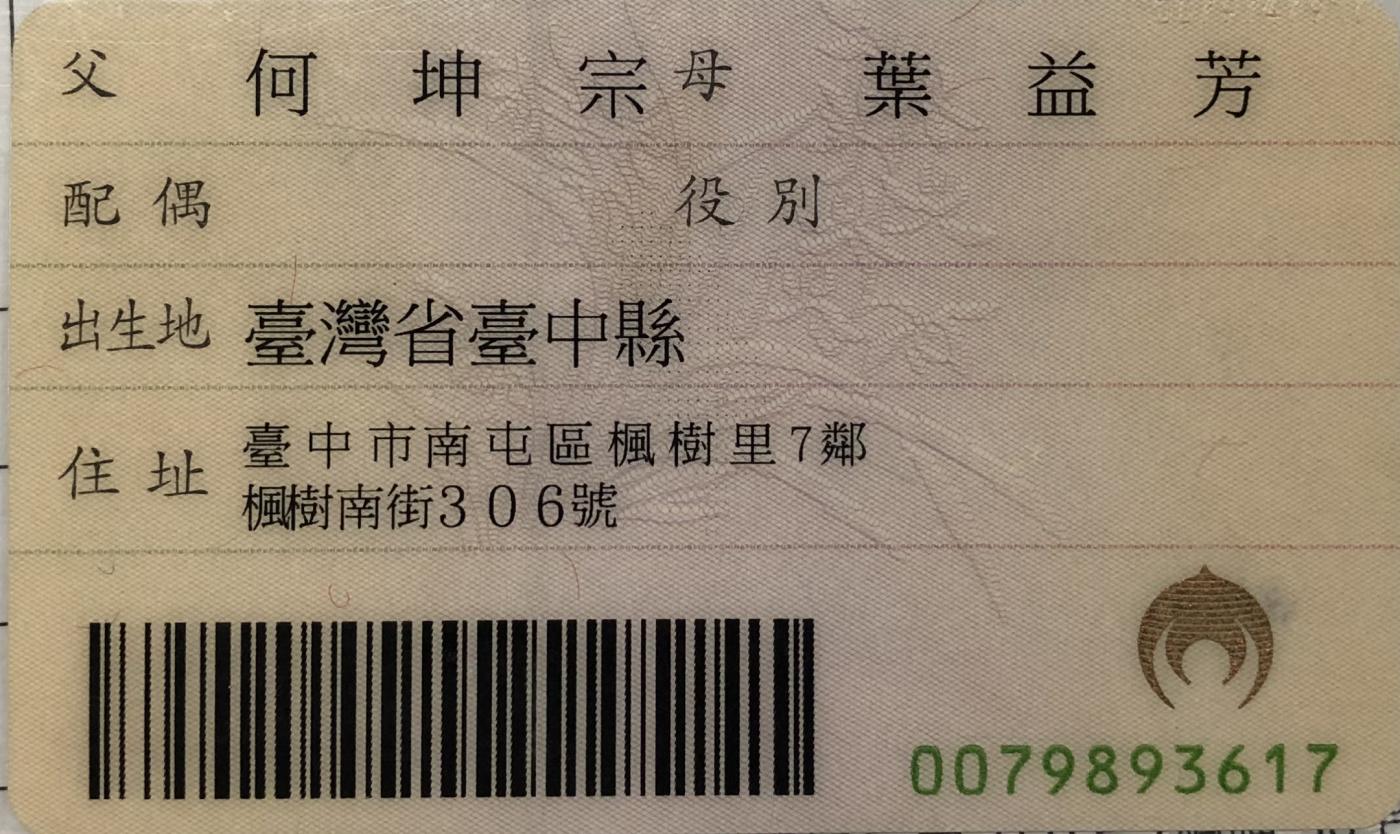 父 何坤宗 母 葉益芳
配偶 役別
出生地 臺灣省臺中縣
住址 臺中市南屯區楓樹里7鄰
楓樹南街306號
0079893617